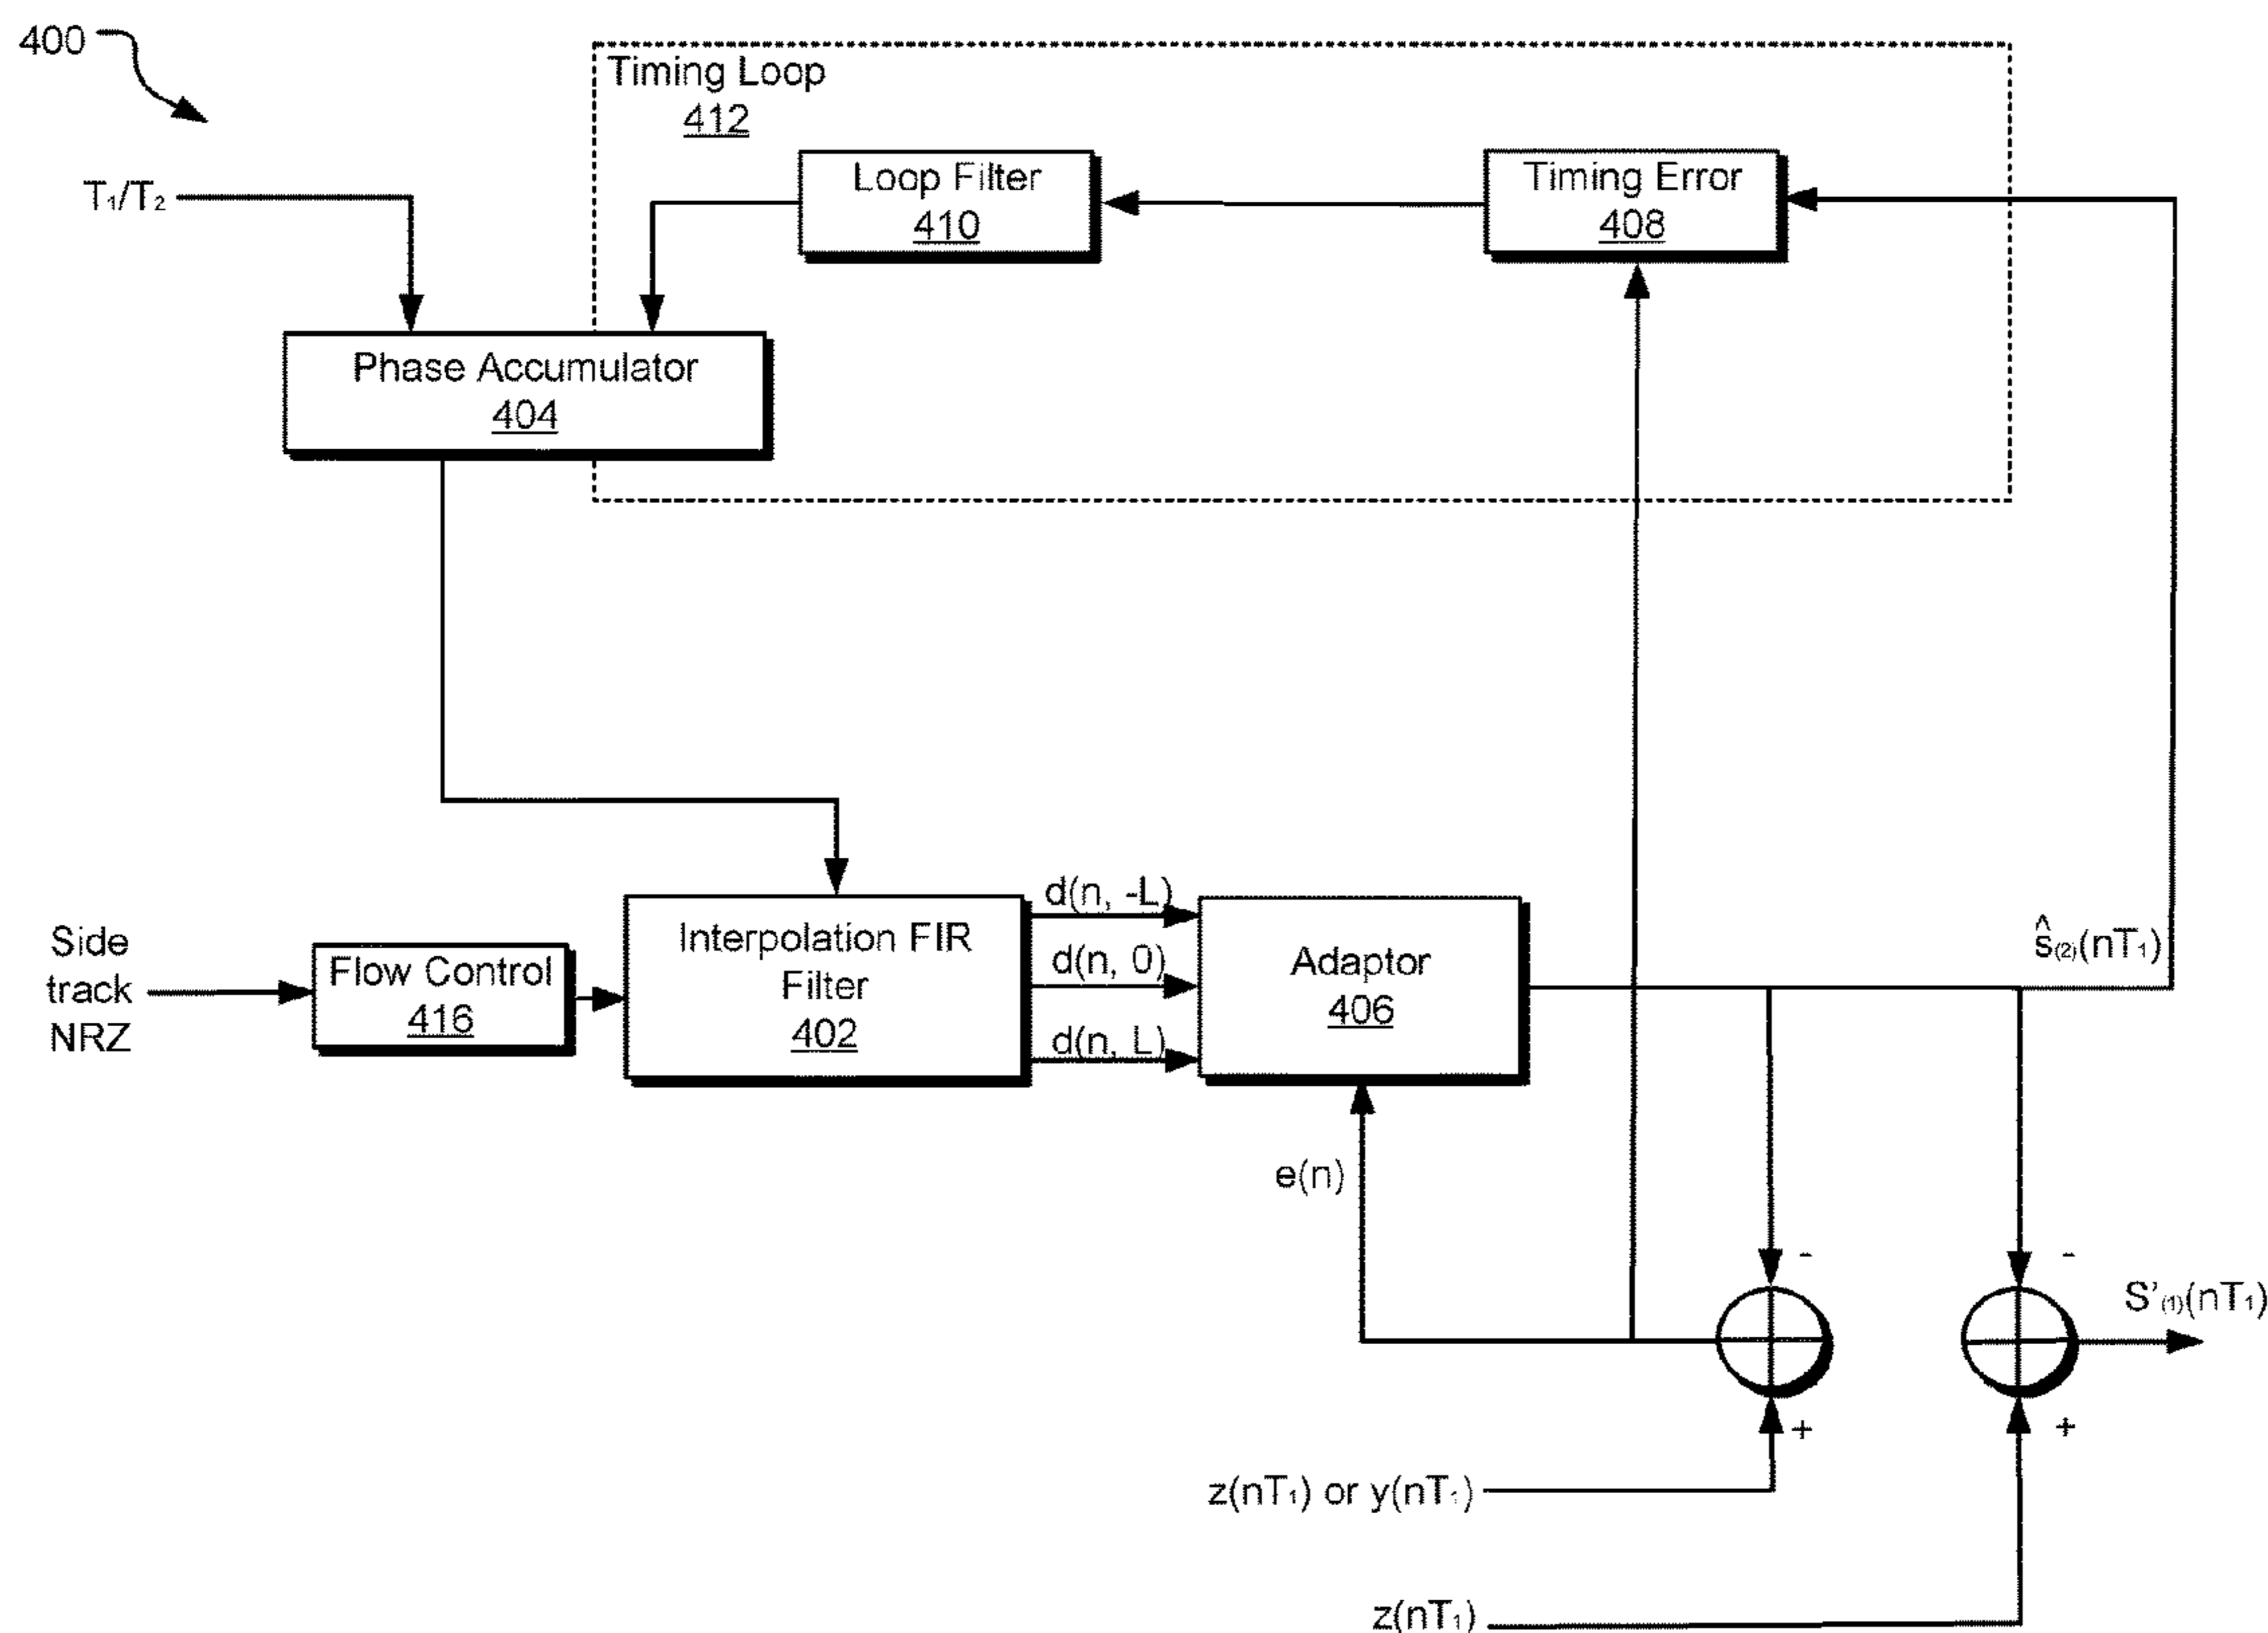 400
Timing Loop
412
T₁/T₂
Loop Filter
410
Timing Error
408
Phase Accumulator
404
Side
track
NRZ
Flow Control
416
Interpolation FIR
Filter
402
d(n, -L)
d(n, 0)
d(n, L)
Adaptor
406
ŝ₍₂₎(nT₁)
e(n)
-
-
S'₍₁₎(nT₁)
+
+
z(nT₁) or y(nT₁)
z(nT₁)